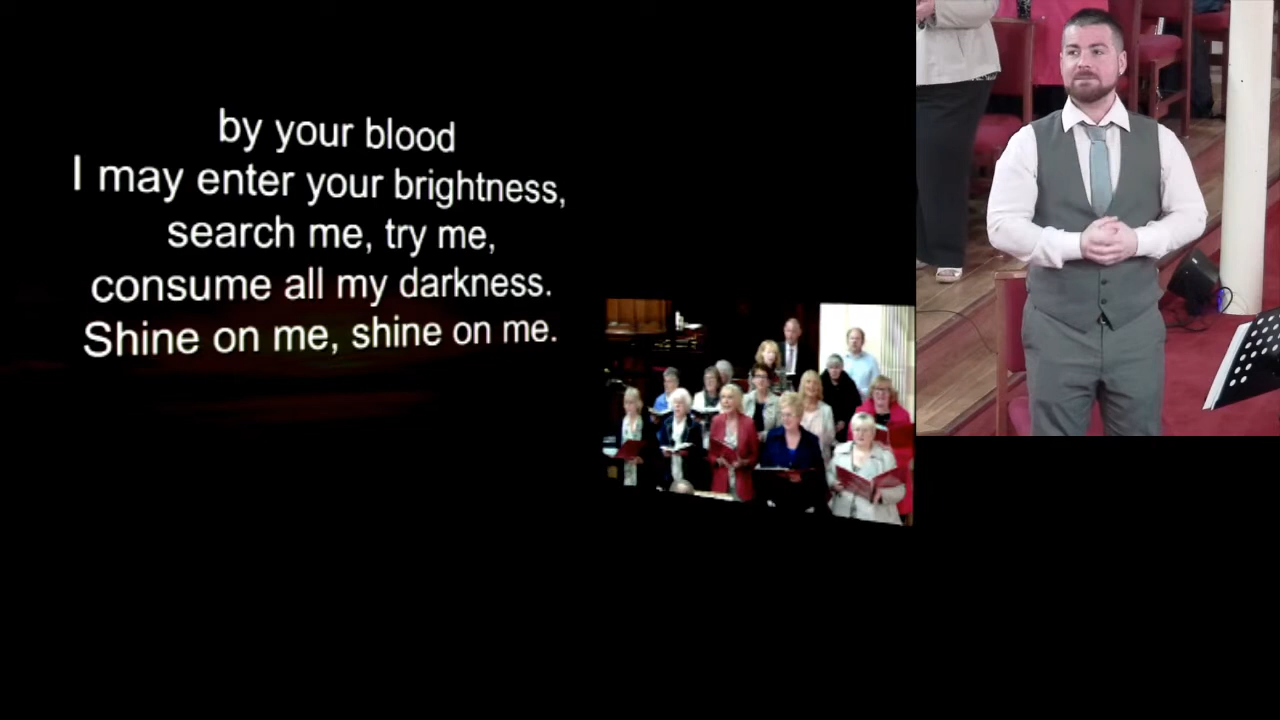 by your blood
I may enter your brightness,
search me, try me,
consume all my darkness.
Shine on me, shine on me.